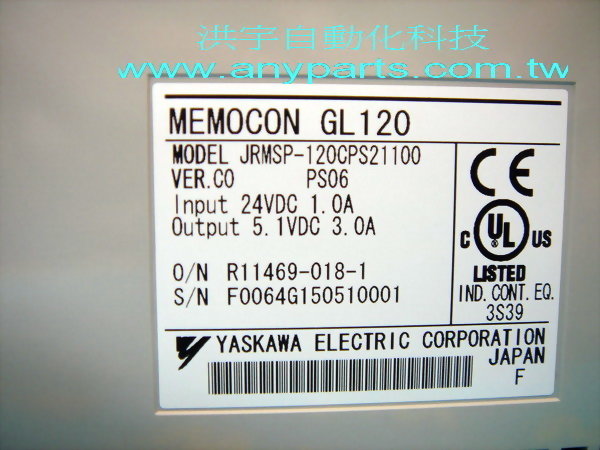 洪宇自動化科技
www.anyparts.com.tw
MEMOCON GL120
MODEL JRMSP-120CPS21100
VER.CO PS06
Input 24VDC 1.0A
Output 5.1VDC 3.0A
O/N R11469-018-1
S/N F0064G150510001
CE
C UL US
LISTED
IND. CONT. EQ.
3S39
YASKAWA ELECTRIC CORPORATION
JAPAN
F